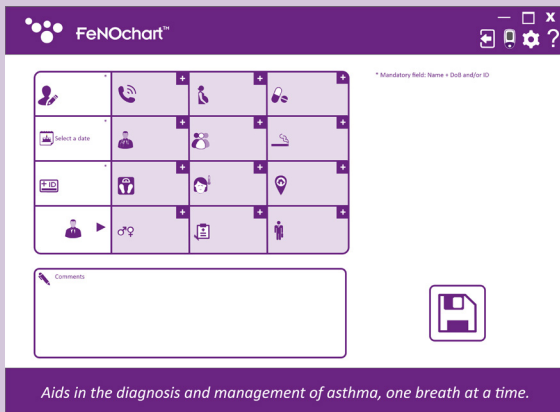 FeNOchart™
* Mandatory field: Name + DoB and/or ID
Select a date
+ ID
Comments
Aids in the diagnosis and management of asthma, one breath at a time.